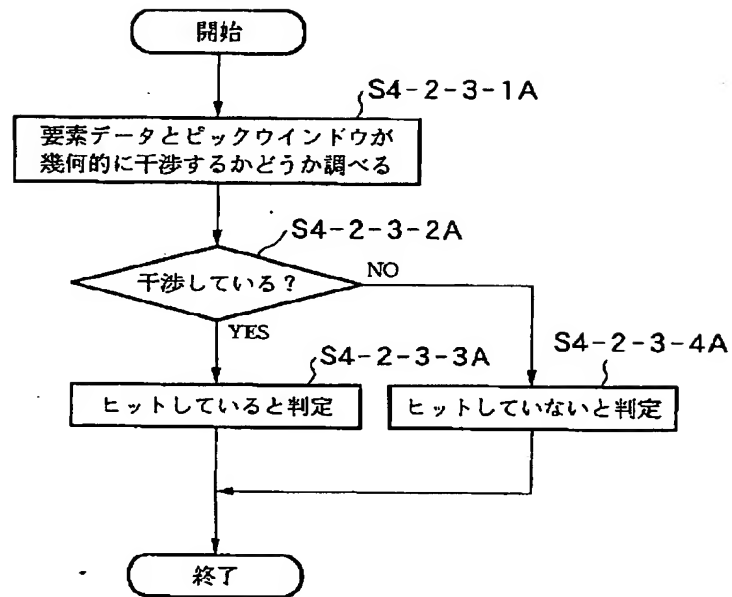 開始
S4-2-3-1A
要素データとピックウインドウが
幾何的に干渉するかどうか調べる
S4-2-3-2A
干渉している?
NO
YES
S4-2-3-3A
S4-2-3-4A
ヒットしていると判定
ヒットしていないと判定
終了